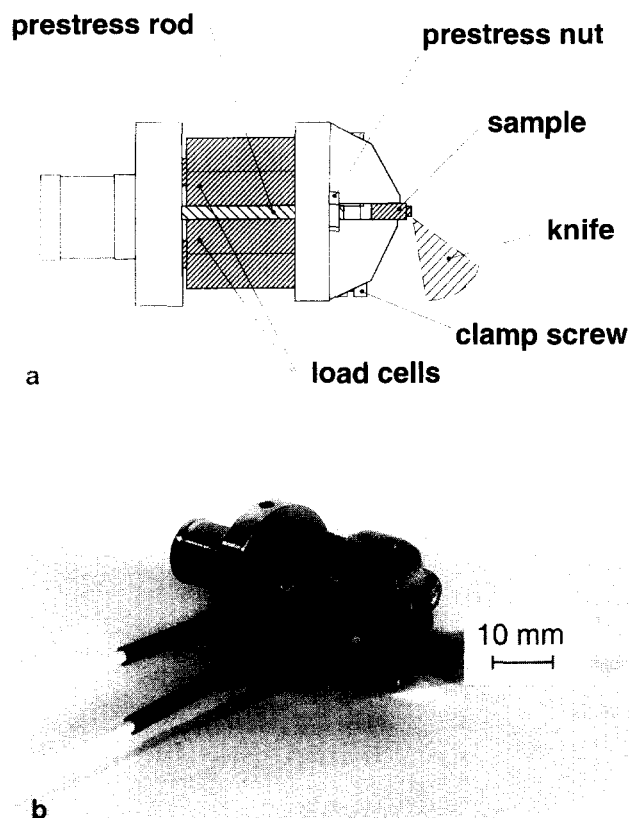 prestress rod
prestress nut
sample
knife
clamp screw
load cells
a
10 mm
b